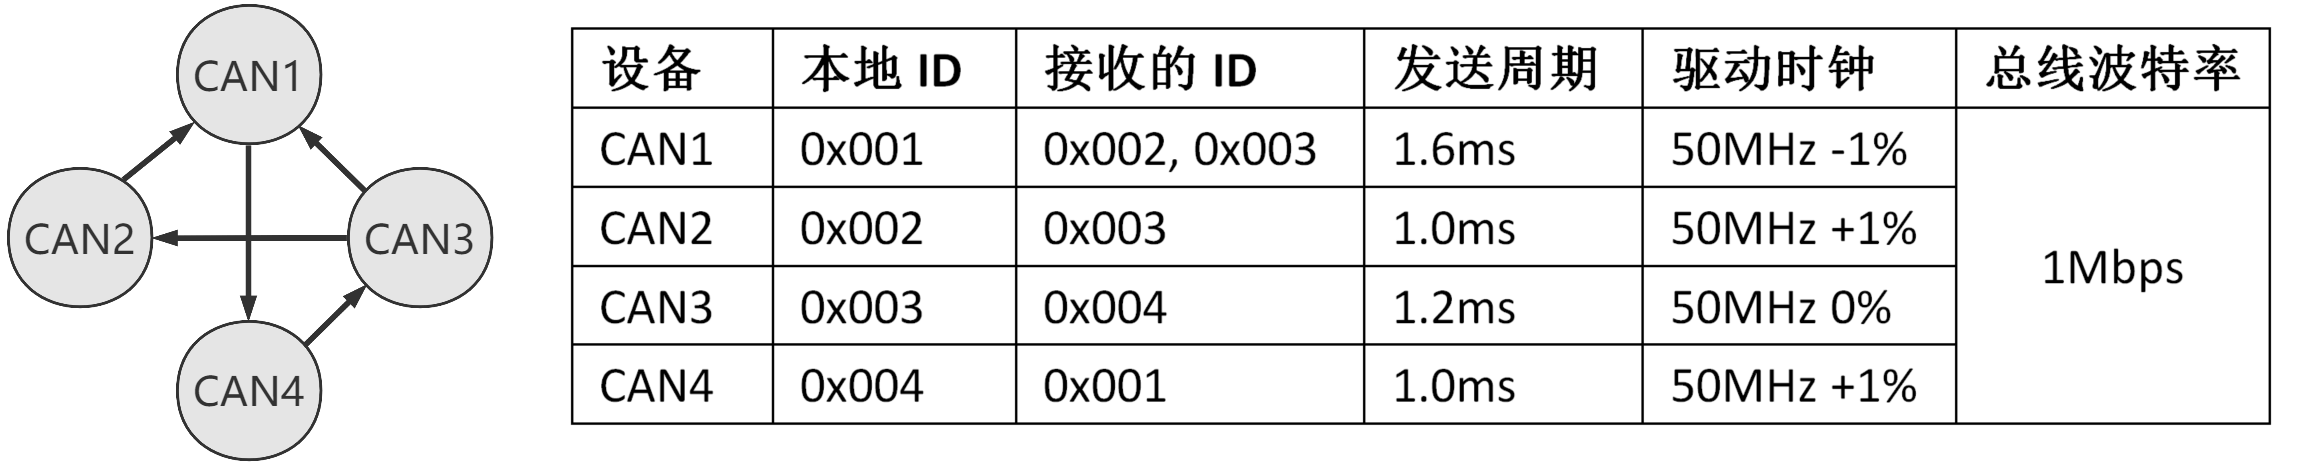 CAN1
CAN2
CAN3
CAN4
设备 本地 ID 接收的 ID 发送周期 驱动时钟 总线波特率
CAN1 0x001 0x002, 0x003 1.6ms 50MHz -1%
CAN2 0x002 0x003 1.0ms 50MHz +1%
1Mbps
CAN3 0x003 0x004 1.2ms 50MHz 0%
CAN4 0x004 0x001 1.0ms 50MHz +1%